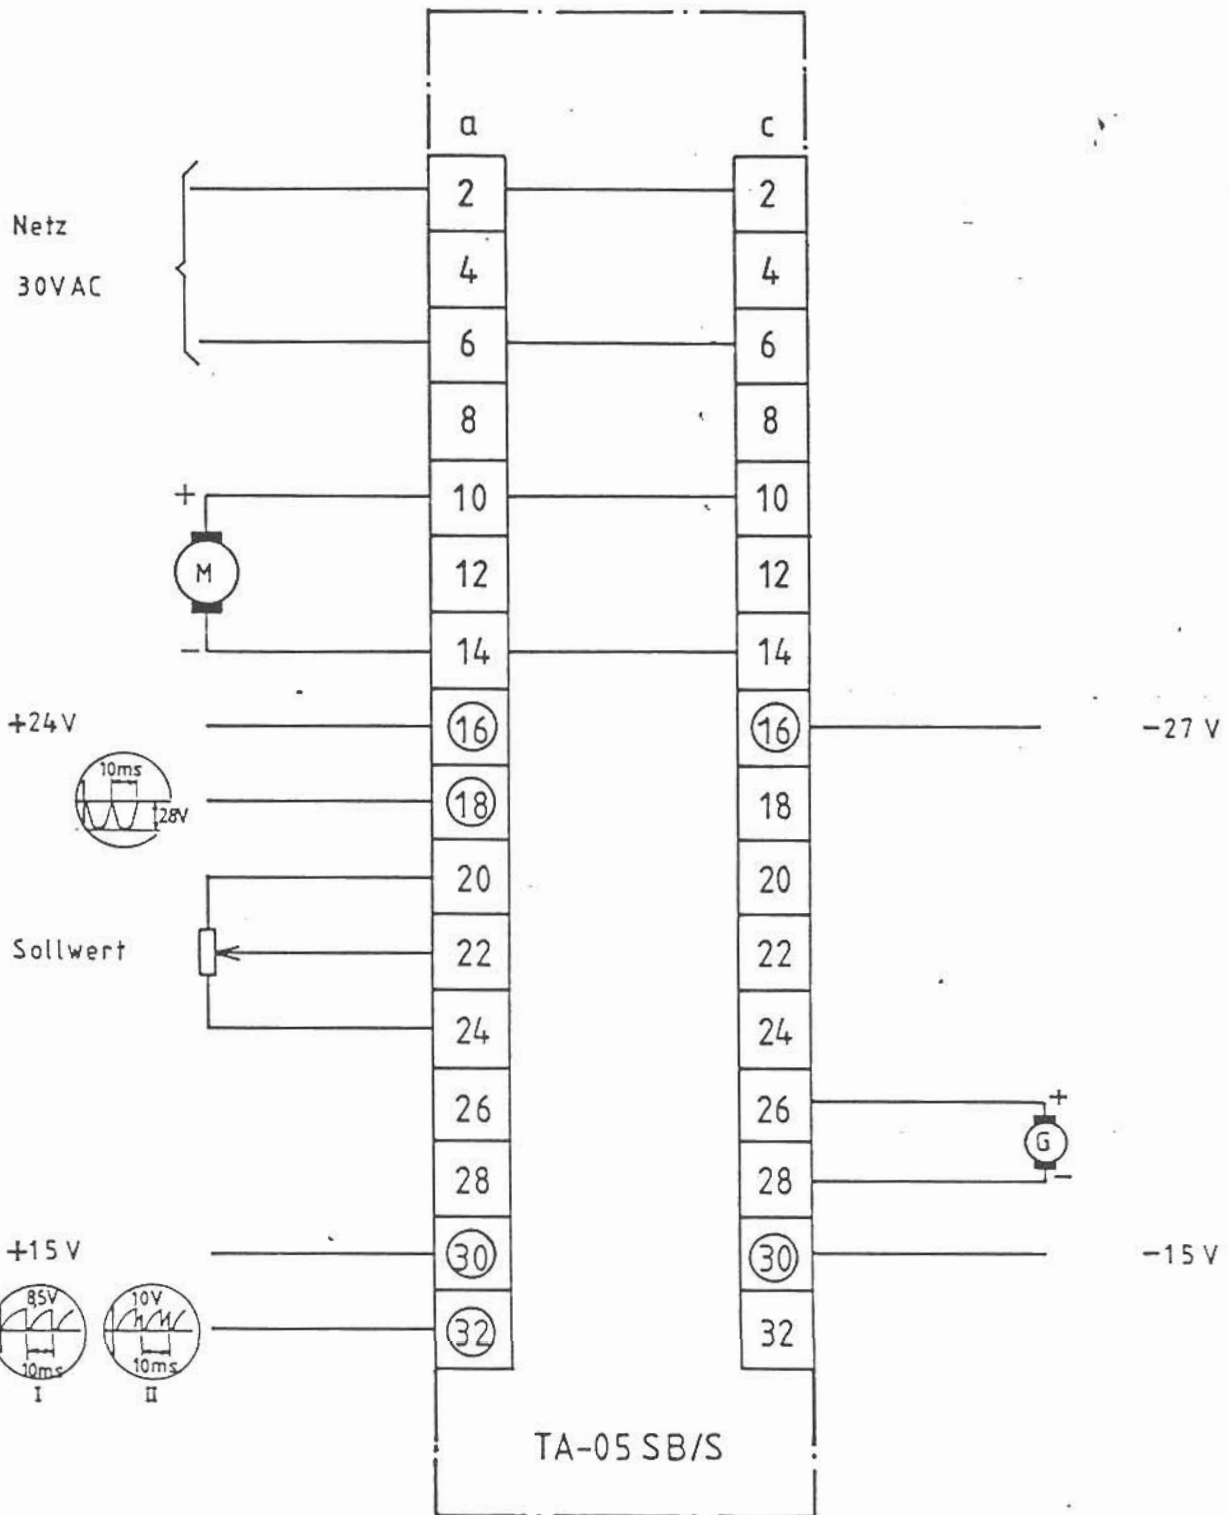 a c
2 2
Netz
4 4
30VAC
6 6
8 8
+ 10 10
M 12 12
- 14 14
+24V 16 16 -27 V
10ms
28V 18 18
20 20
Sollwert 22 22
24 24
26 26 +
G
28 28 -
+15 V 30 30 -15 V
8,5V 10V
32 32
10ms 10ms
I II
TA-05 SB/S